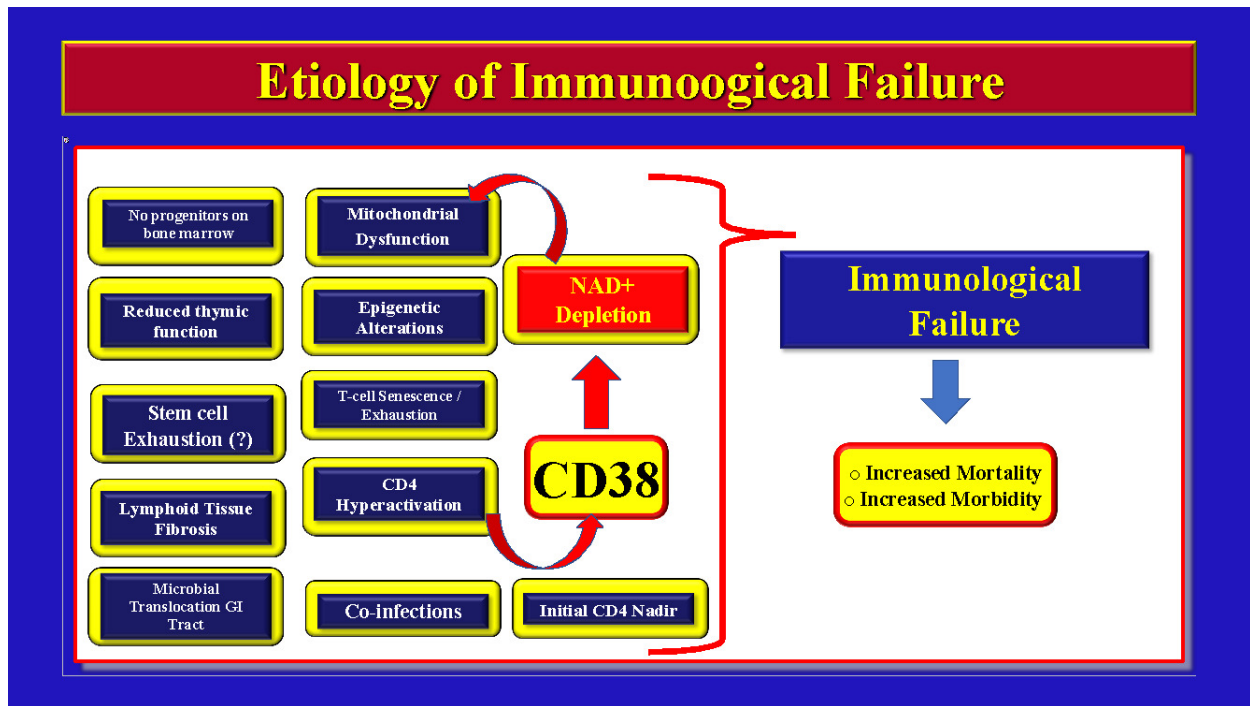 Etiology of Immunoogical Failure
No progenitors on
bone marrow
Reduced thymic
function
Stem cell
Exhaustion (?)
Lymphoid Tissue
Fibrosis
Microbial
Translocation GI
Tract
Mitochondrial
Dysfunction
Epigenetic
Alterations
T-cell Senescence /
Exhaustion
CD4
Hyperactivation
Co-infections
NAD+
Depletion
CD38
Initial CD4 Nadir
Immunological
Failure
○ Increased Mortality
○ Increased Morbidity